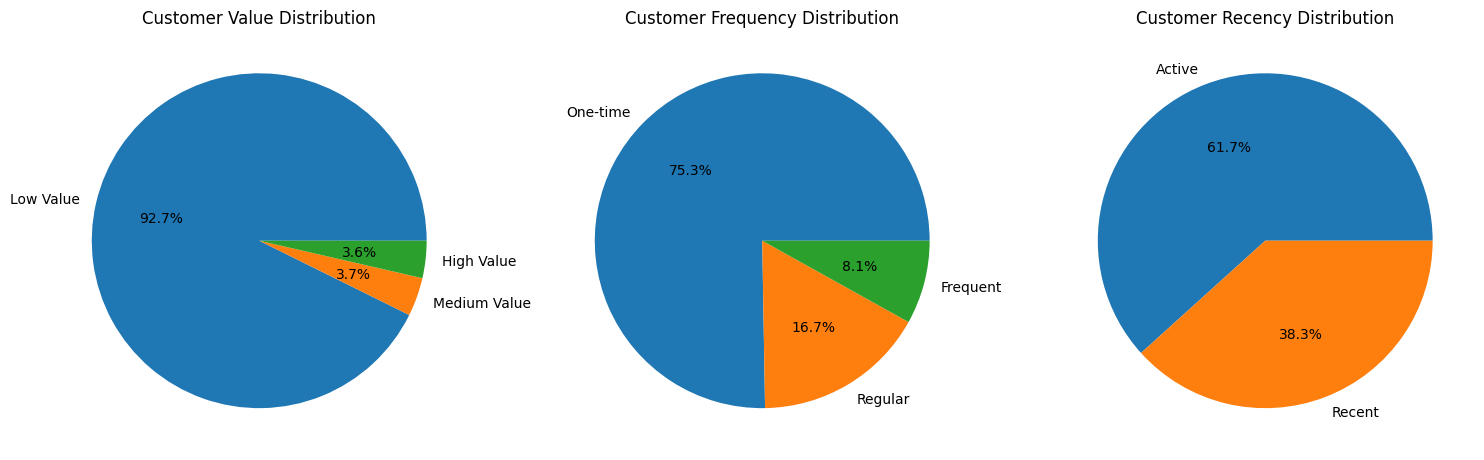 Customer Value Distribution
Low Value
92.7%
3.6%
3.7%
High Value
Medium Value
Customer Frequency Distribution
One-time
75.3%
8.1%
Frequent
16.7%
Regular
Customer Recency Distribution
Active
61.7%
38.3%
Recent